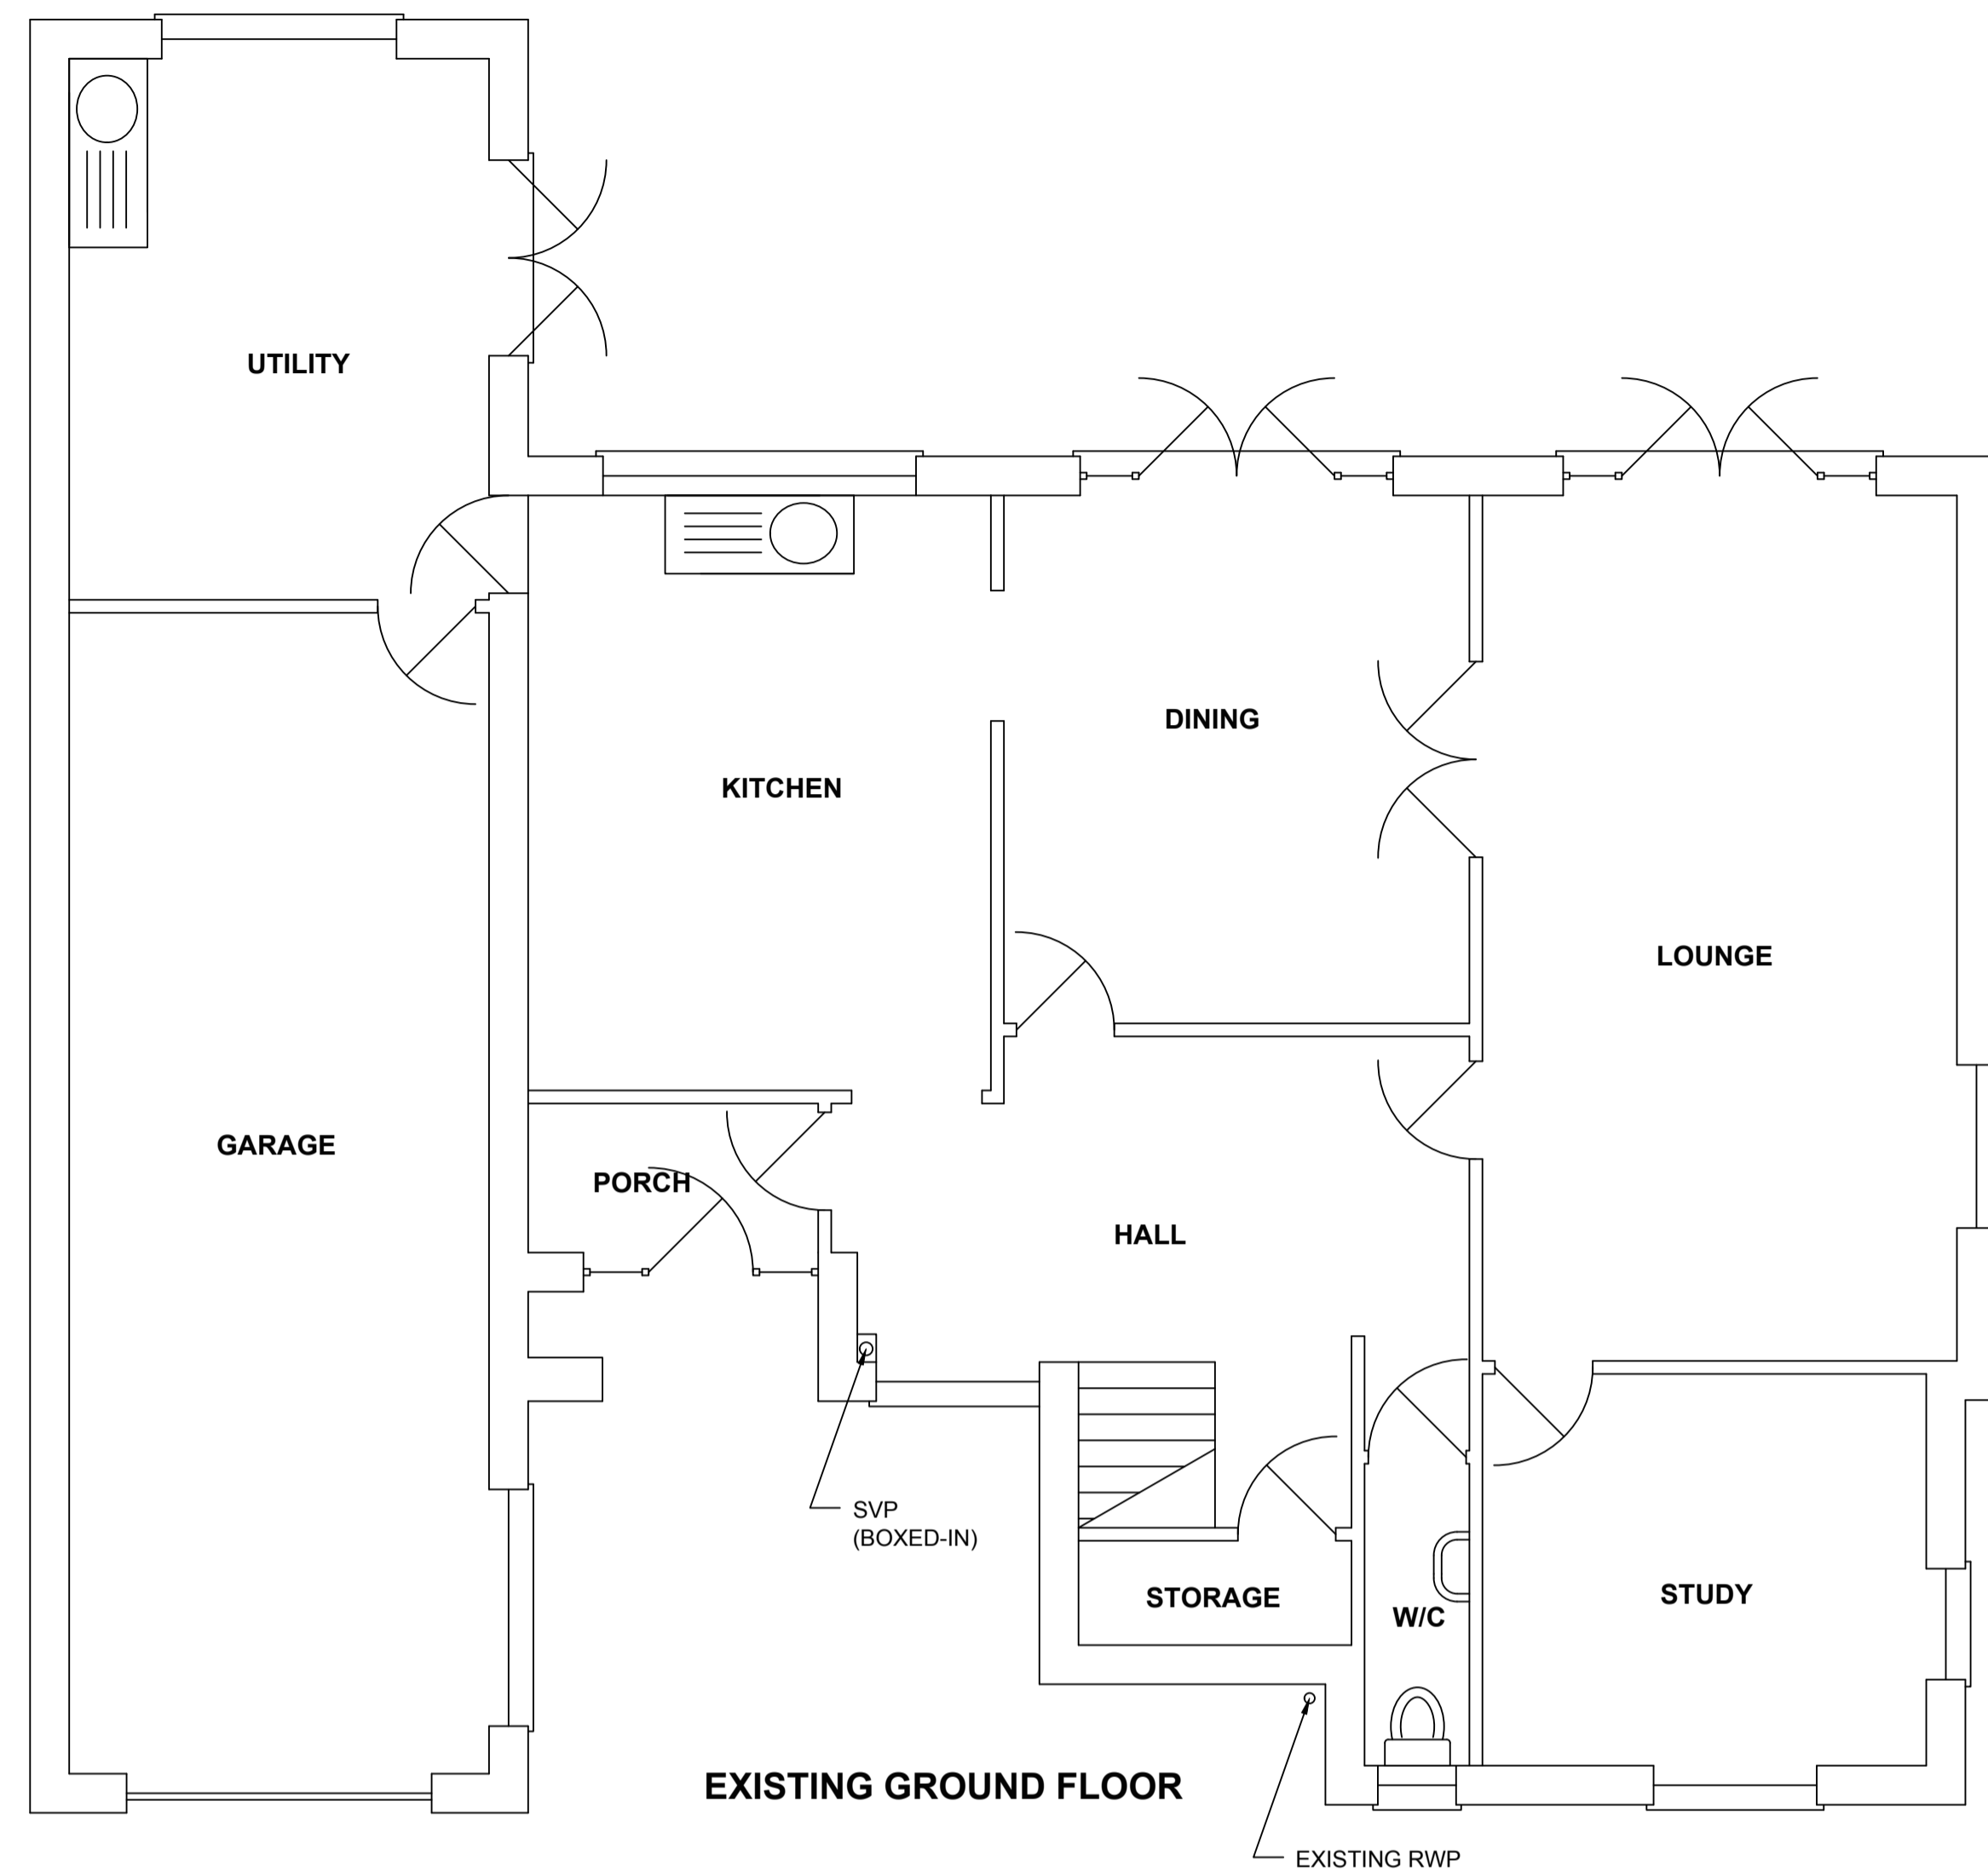 UTILITY
DINING
KITCHEN
LOUNGE
GARAGE
PORCH
HALL
SVP
(BOXED-IN)
STORAGE
W/C
STUDY
EXISTING GROUND FLOOR
EXISTING RWP